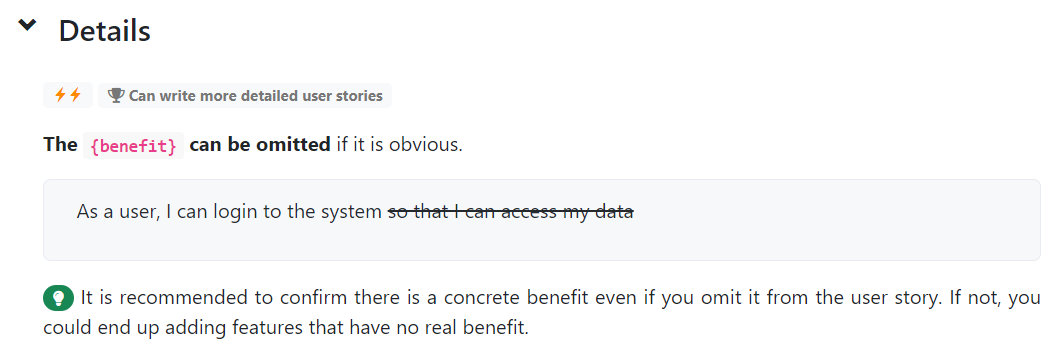 Details
Can write more detailed user stories
The {benefit} can be omitted if it is obvious.
As a user, I can login to the system so that I can access my data
It is recommended to confirm there is a concrete benefit even if you omit it from the user story. If not, you
could end up adding features that have no real benefit.